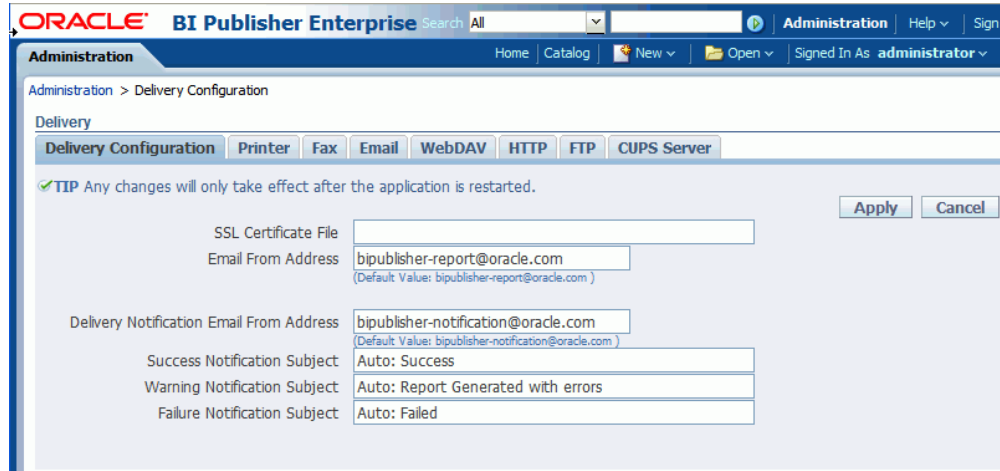 ORACLE BI Publisher Enterprise Search All Administration Help Sign
Administration Home Catalog New Open Signed In As administrator
Administration > Delivery Configuration
Delivery
Delivery Configuration Printer Fax Email WebDAV HTTP FTP CUPS Server
TIP Any changes will only take effect after the application is restarted.
Apply Cancel
SSL Certificate File
Email From Address bipublisher-report@oracle.com
(Default Value: bipublisher-report@oracle.com )
Delivery Notification Email From Address bipublisher-notification@oracle.com
(Default Value: bipublisher-notification@oracle.com )
Success Notification Subject Auto: Success
Warning Notification Subject Auto: Report Generated with errors
Failure Notification Subject Auto: Failed